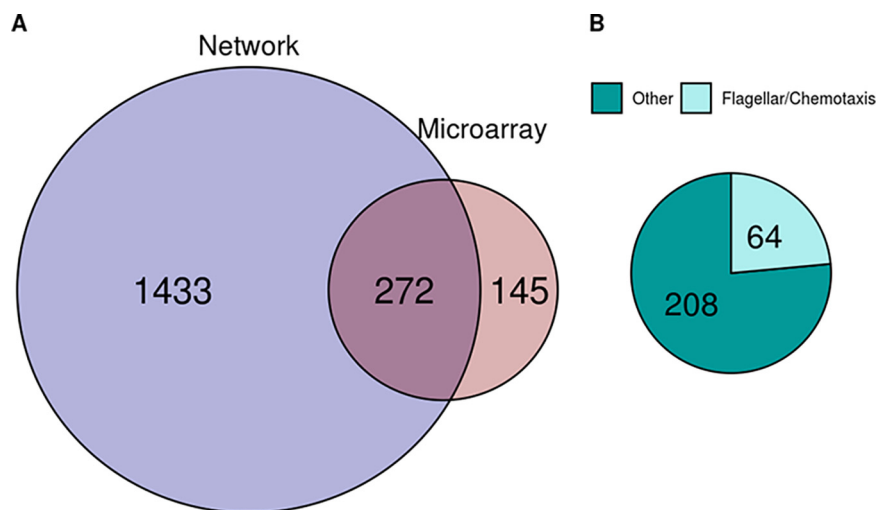 A
B
Network
Other
Flagellar/Chemotaxis
Microarray
1433
272
145
64
208